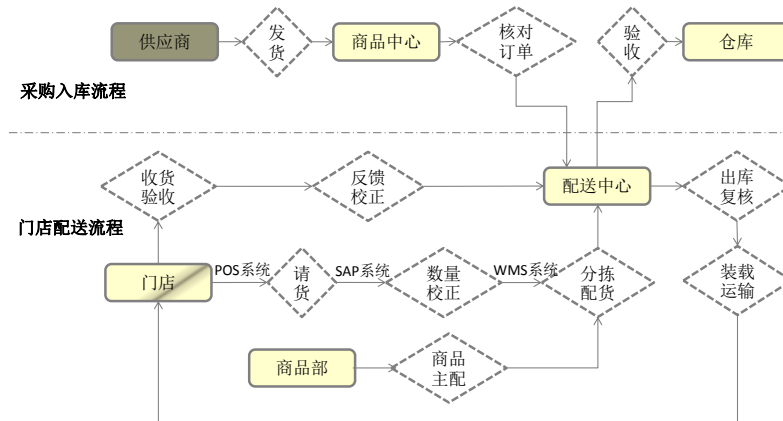 供应商
发
货
商品中心
核对
订单
验
收
仓库
采购入库流程
收货
验收
反馈
校正
配送中心
出库
复核
门店配送流程
门店
POS系统
请
货
SAP系统
数量
校正
WMS系统
分拣
配货
装载
运输
商品部
商品
主配